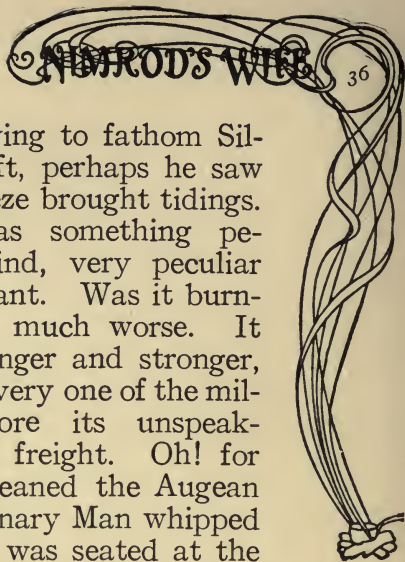 NIMROD'S WIFE
36
ying to fathom Sil-
ft, perhaps he saw
eze brought tidings.
as something pe-
ind, very peculiar
ant. Was it burn-
much worse. It
nger and stronger,
very one of the mil-
ore its unspeak-
freight. Oh! for
eaned the Augean
nary Man whipped
was seated at the